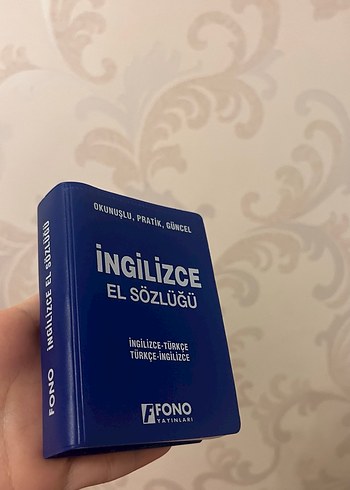 OKUNUŞLU, PRATİK, GÜNCEL
İNGİLİZCE
EL SÖZLÜĞÜ
İNGİLİZCE-TÜRKÇE
TÜRKÇE-İNGİLİZCE
FONO
YAYINLARI
FONO İNGİLİZCE EL SÖZLÜĞÜ